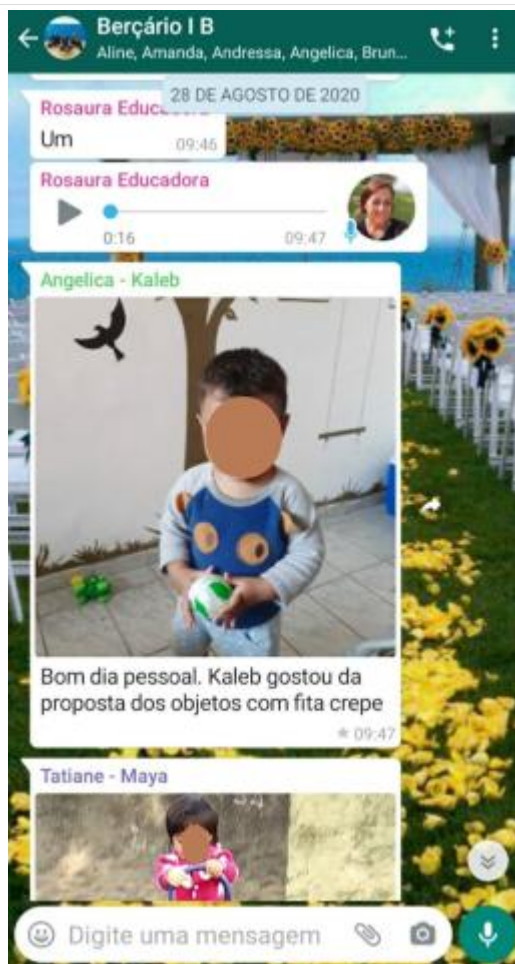 Berçário I B
Aline, Amanda, Andressa, Angelica, Brun...
28 DE AGOSTO DE 2020
Rosaura Educadora
Um 09:46
Rosaura Educadora
0:16 09:47
Angelica - Kaleb
Bom dia pessoal. Kaleb gostou da
proposta dos objetos com fita crepe
09:47
Tatiane - Maya
Digite uma mensagem